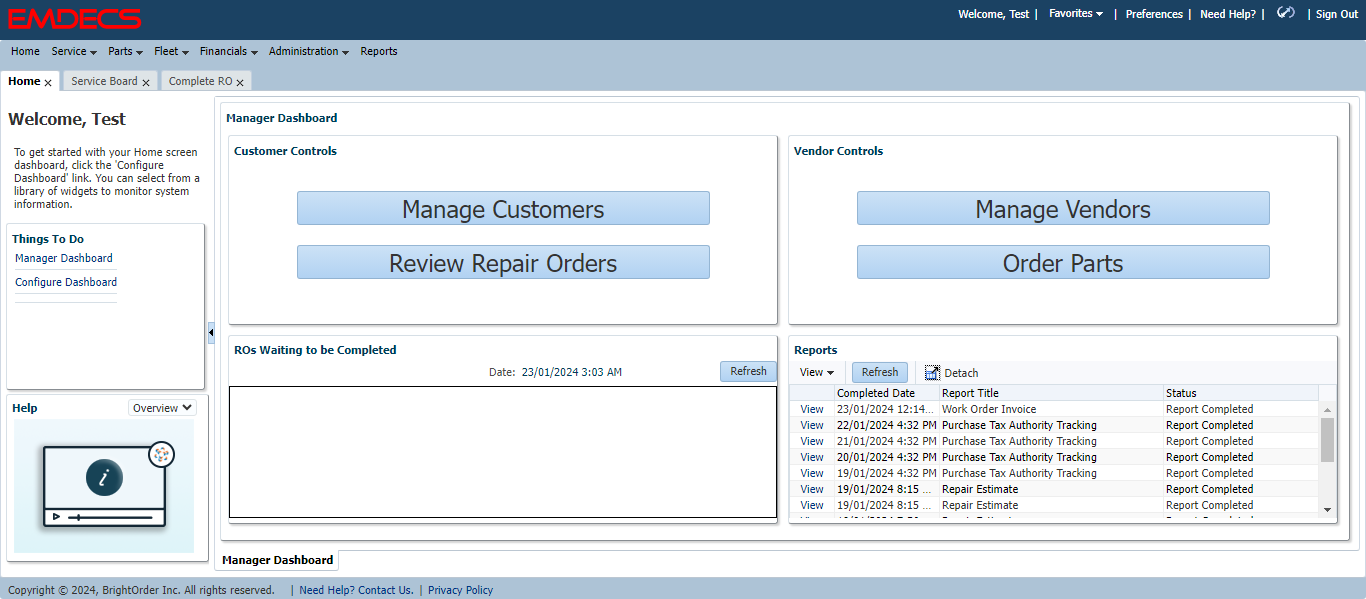 EMDECS
Welcome, Test | Favorites | Preferences | Need Help? | | Sign Out
Home Service Parts Fleet Financials Administration Reports
Home Service Board Complete RO
Welcome, Test
To get started with your Home screen
dashboard, click the 'Configure
Dashboard' link. You can select from a
library of widgets to monitor system
information.
Things To Do
Manager Dashboard
Configure Dashboard
Help Overview
i
Manager Dashboard
Customer Controls
Manage Customers
Review Repair Orders
Vendor Controls
Manage Vendors
Order Parts
ROs Waiting to be Completed
Date: 23/01/2024 3:03 AM Refresh
Reports
View Refresh Detach
Completed Date Report Title Status
View 23/01/2024 12:14... Work Order Invoice Report Completed
View 22/01/2024 4:32 PM Purchase Tax Authority Tracking Report Completed
View 21/01/2024 4:32 PM Purchase Tax Authority Tracking Report Completed
View 20/01/2024 4:32 PM Purchase Tax Authority Tracking Report Completed
View 19/01/2024 4:32 PM Purchase Tax Authority Tracking Report Completed
View 19/01/2024 8:15 ... Repair Estimate Report Completed
View 19/01/2024 8:15 ... Repair Estimate Report Completed
Manager Dashboard
Copyright © 2024, BrightOrder Inc. All rights reserved. | Need Help? Contact Us. | Privacy Policy